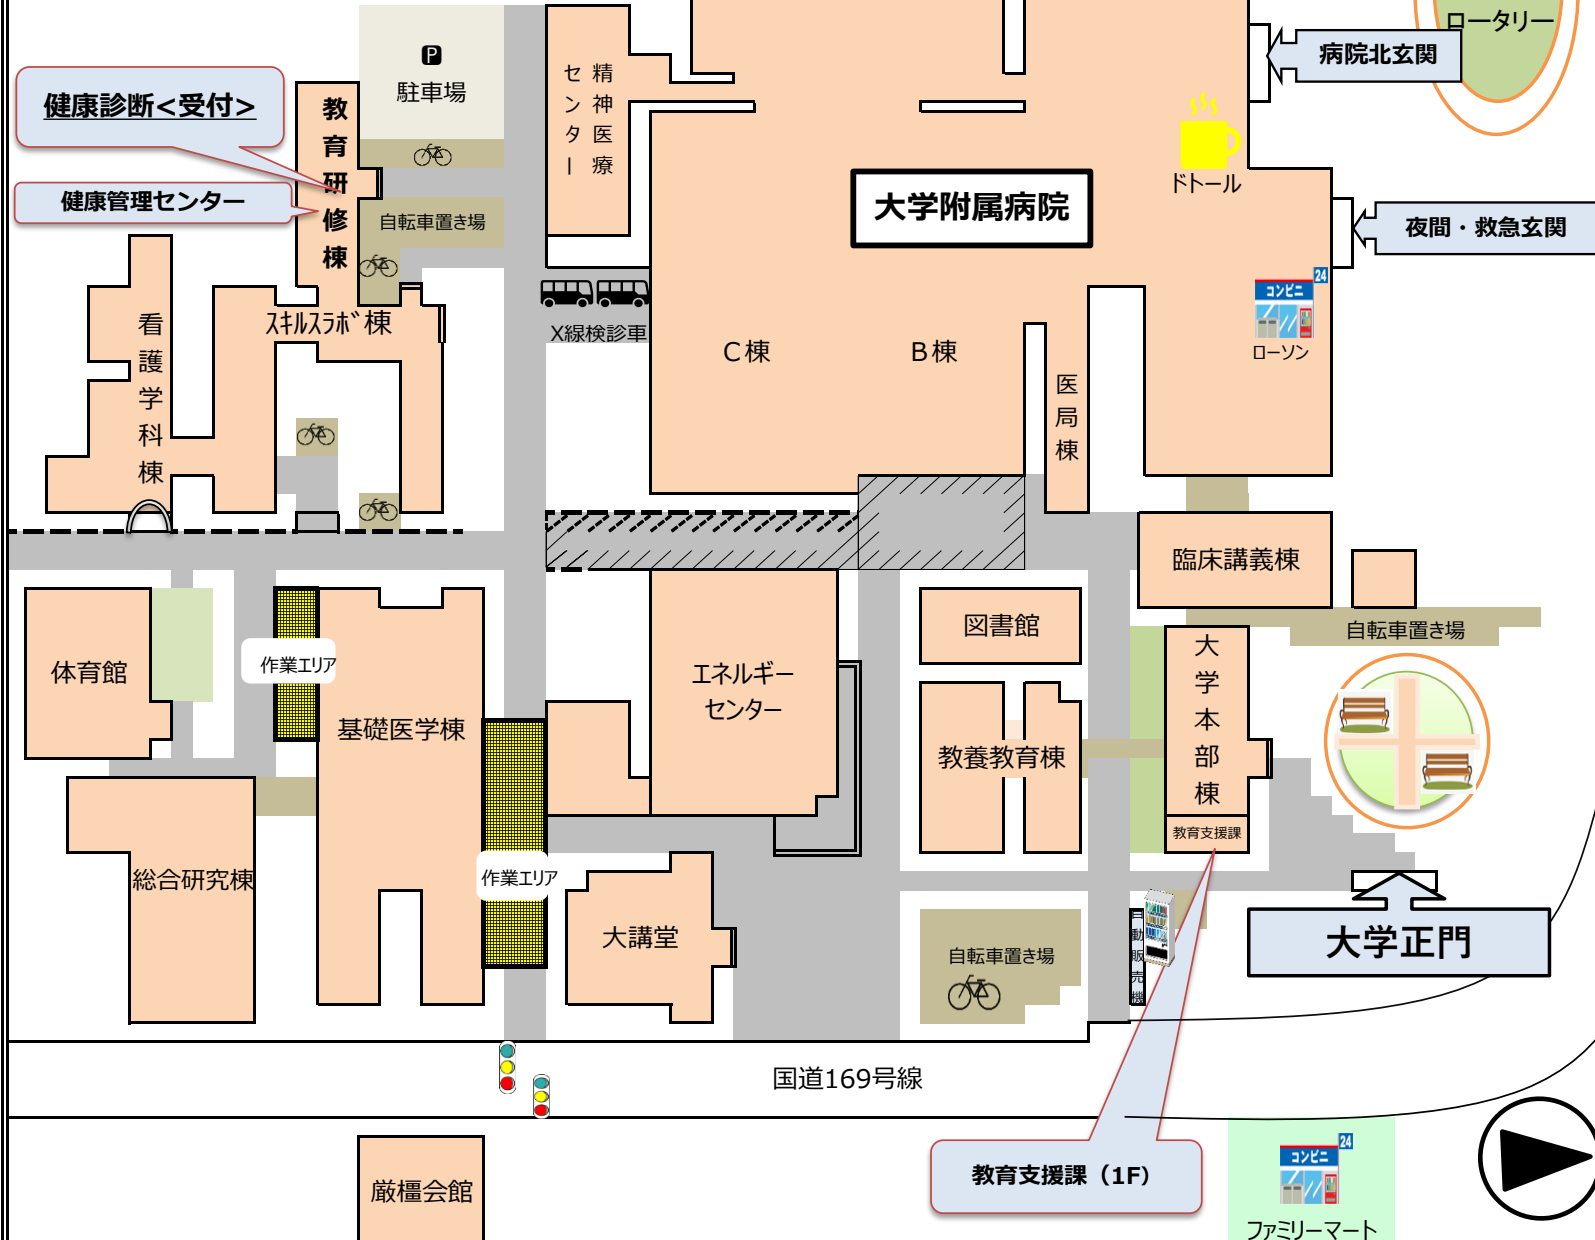 ロータリー
病院北玄関
P
駐車場
健康診断<受付>
健康管理センター
教育研修棟
精神医療
センター
自転車置き場
大学附属病院
ドトール
夜間・救急玄関
24
コンビニ
ローソン
X線検診車
C棟
B棟
医局棟
看護学科棟
スキルスラボ棟
臨床講義棟
自転車置き場
体育館
作業エリア
基礎医学棟
エネルギー
センター
図書館
教養教育棟
大学本部棟
教育支援課
総合研究棟
作業エリア
大講堂
自転車置き場
自動販売機
大学正門
国道169号線
教育支援課（1F）
厳橿会館
24
コンビニ
ファミリーマート